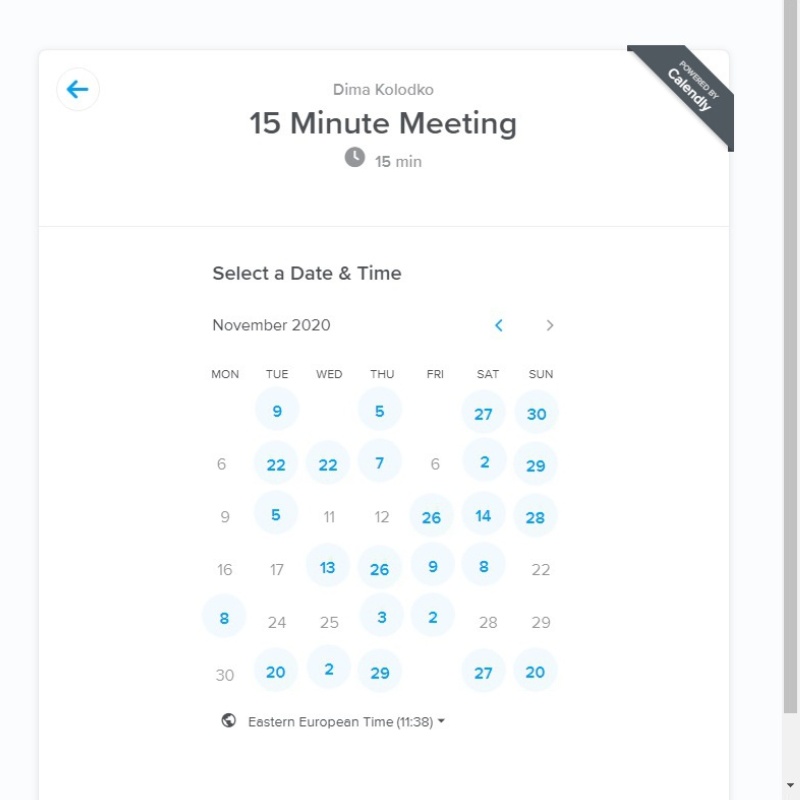 POWERED BY
Calendly
Dima Kolodko
15 Minute Meeting
15 min
Select a Date & Time
November 2020
MON TUE WED THU FRI SAT SUN
9 5 27 30
6 22 22 7 6 2 29
9 5 11 12 26 14 28
16 17 13 26 9 8 22
8 24 25 3 2 28 29
30 20 2 29 27 20
Eastern European Time (11:38)